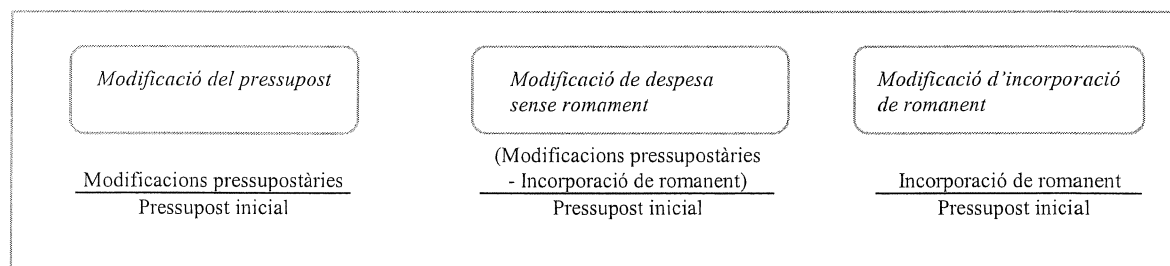 Modificació del pressupost
Modificació de despesa
sense romament
Modificació d'incorporació
de romanent
Modificacions pressupostàries
Pressupost inicial
(Modificacions pressupostàries
- Incorporació de romanent)
Pressupost inicial
Incorporació de romanent
Pressupost inicial